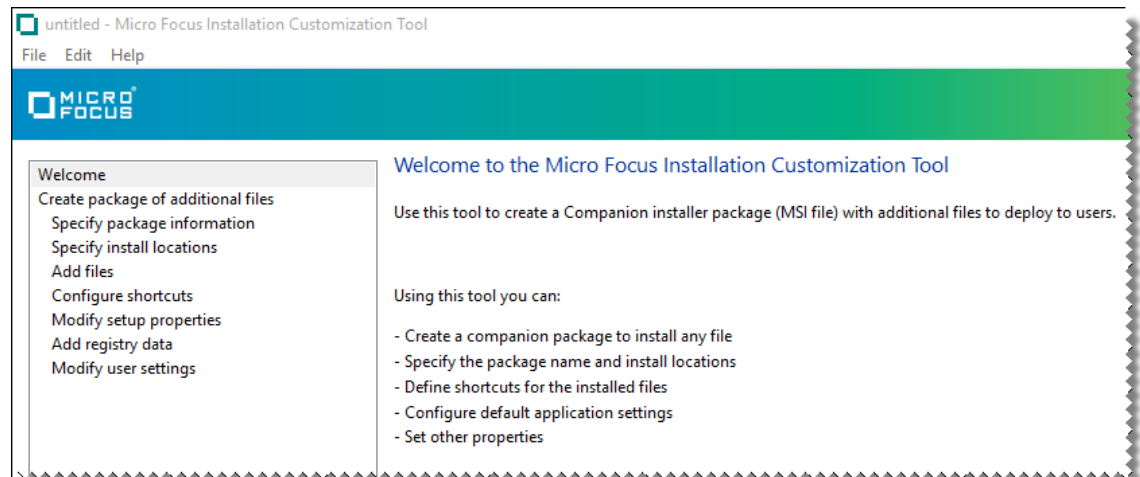 untitled - Micro Focus Installation Customization Tool
File Edit Help
MICRO
FOCUS
Welcome
Create package of additional files
Specify package information
Specify install locations
Add files
Configure shortcuts
Modify setup properties
Add registry data
Modify user settings
Welcome to the Micro Focus Installation Customization Tool
Use this tool to create a Companion installer package (MSI file) with additional files to deploy to users.
Using this tool you can:
- Create a companion package to install any file
- Specify the package name and install locations
- Define shortcuts for the installed files
- Configure default application settings
- Set other properties